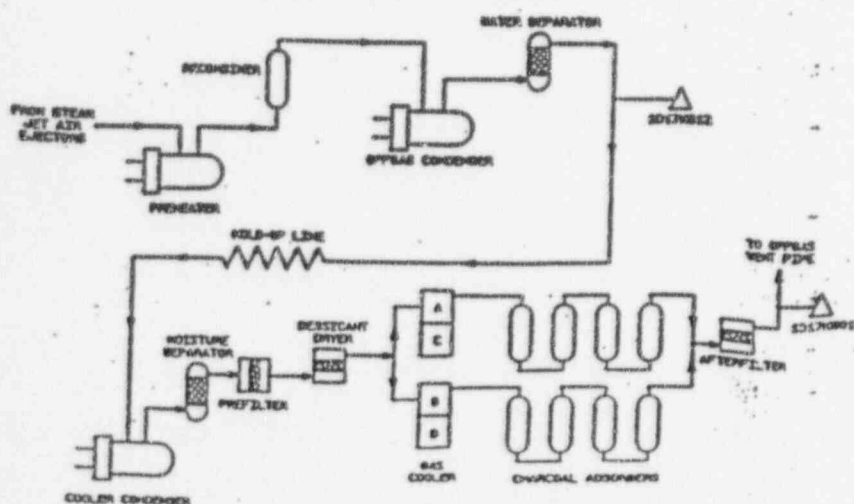 WATER SEPARATOR
RECOMBINER
FROM STEAM
JET AIR
EJECTORS
OFFGAS CONDENSER
PREHEATER
HOLD-UP LINE
TO OFFGAS
VENT PIPE
MOISTURE
SEPARATOR
DESSICANT
DRYER
A
C
PREFILTER
AFTERFILTER
B
D
GAS
COOLER
CHARCOAL ADSORBERS
COOLER CONDENSER